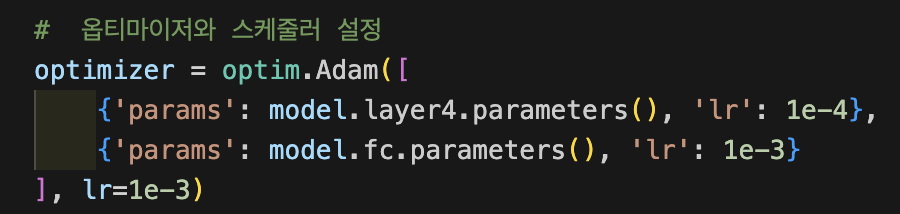 #  옵티마이저와 스케줄러 설정
optimizer = optim.Adam([
    {'params': model.layer4.parameters(), 'lr': 1e-4},
    {'params': model.fc.parameters(), 'lr': 1e-3}
], lr=1e-3)